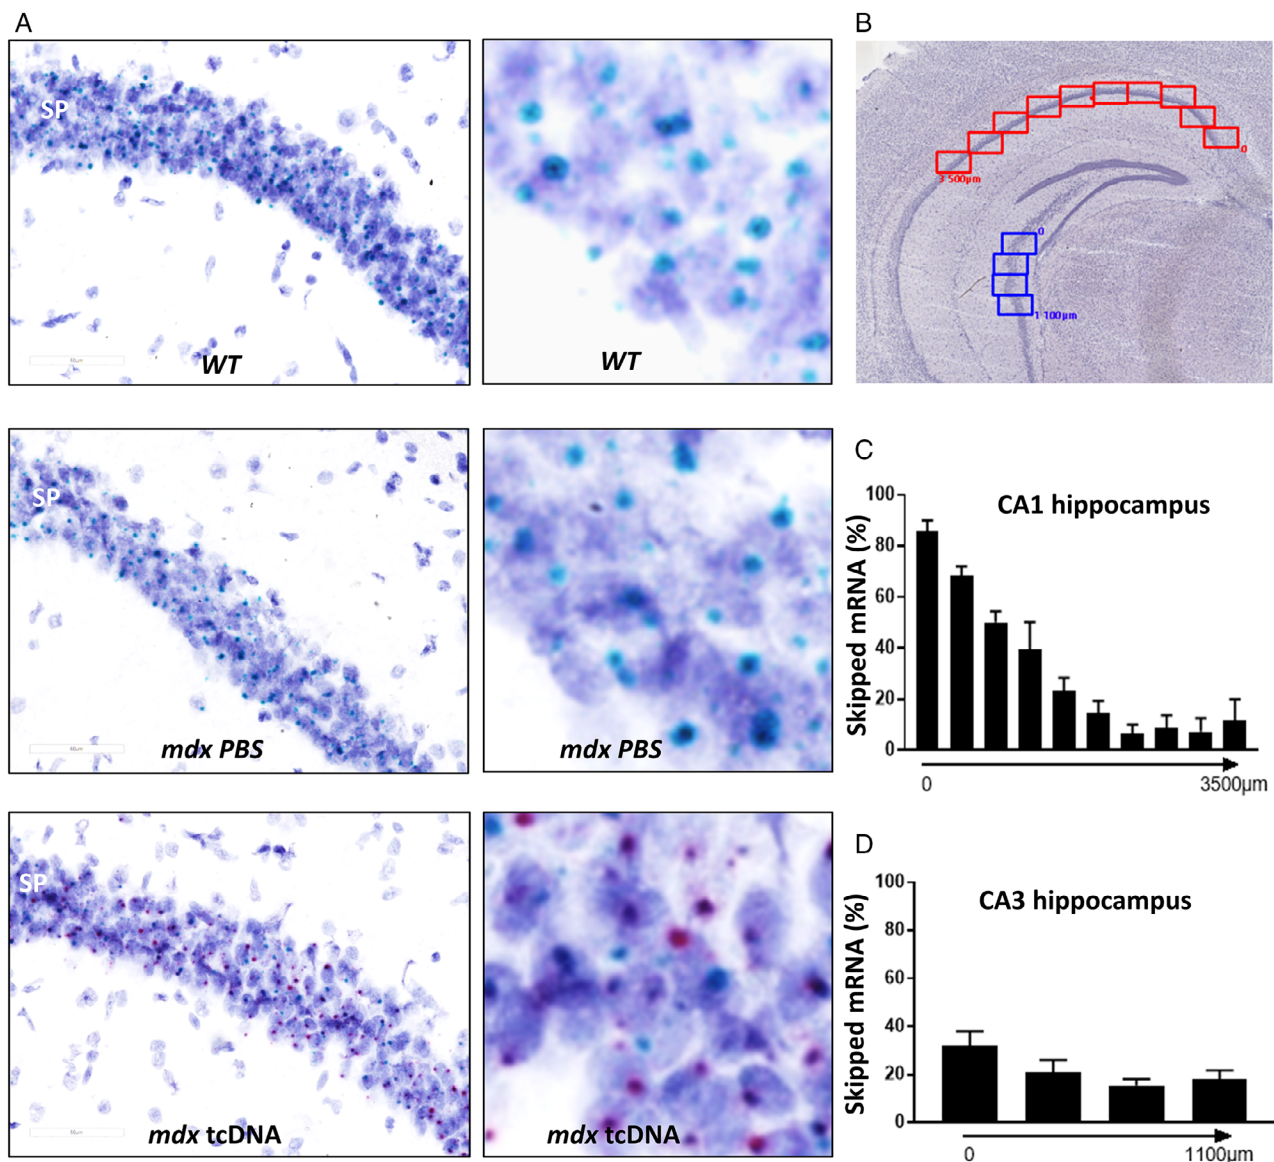 A
B
SP
WT
WT
0
3 500µm
0
1 100µm
SP
mdx PBS
mdx PBS
C
CA1 hippocampus
Skipped mRNA (%)
100
80
60
40
20
0
0
3500µm
SP
mdx tcDNA
mdx tcDNA
D
CA3 hippocampus
Skipped mRNA (%)
100
80
60
40
20
0
0
1100µm